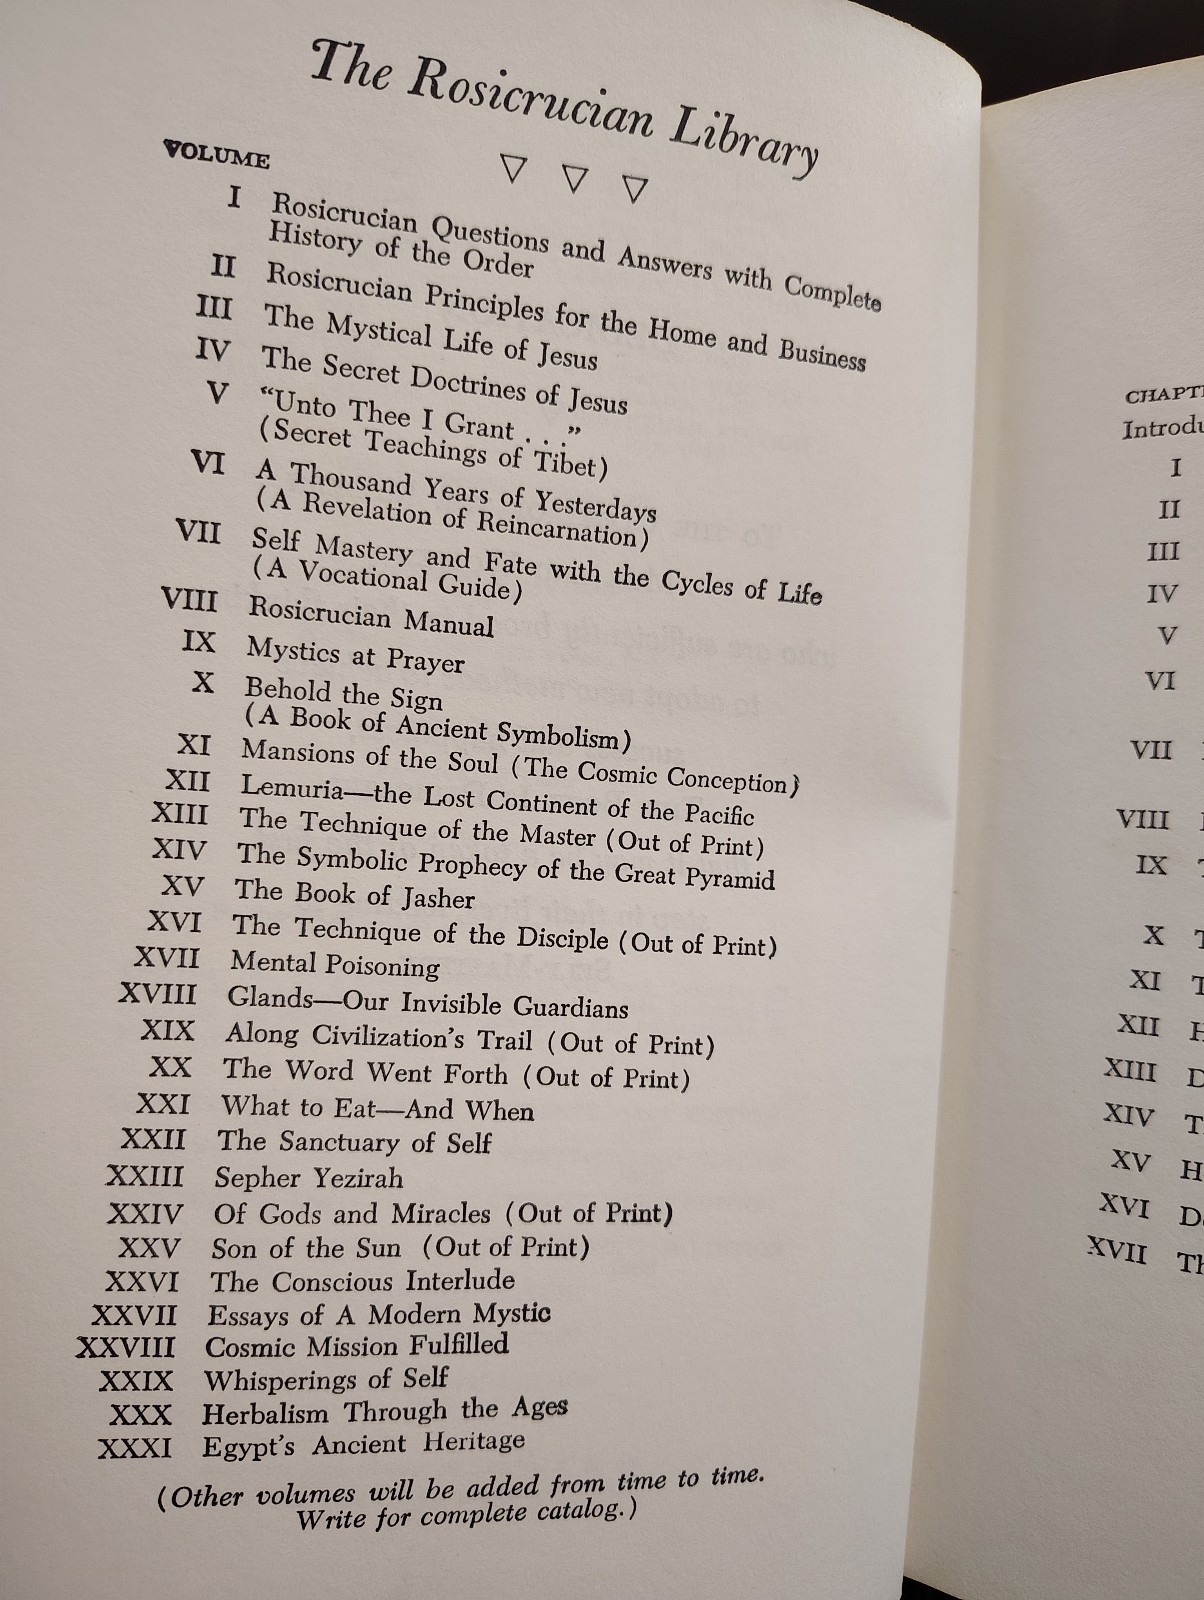 The Rosicrucian Library
▽ ▽ ▽
VOLUME
I Rosicrucian Questions and Answers with Complete
History of the Order
II Rosicrucian Principles for the Home and Business
III The Mystical Life of Jesus
IV The Secret Doctrines of Jesus
V “Unto Thee I Grant . . .”
(Secret Teachings of Tibet)
VI A Thousand Years of Yesterdays
(A Revelation of Reincarnation)
VII Self Mastery and Fate with the Cycles of Life
(A Vocational Guide)
VIII Rosicrucian Manual
IX Mystics at Prayer
X Behold the Sign
(A Book of Ancient Symbolism)
XI Mansions of the Soul (The Cosmic Conception)
XII Lemuria—the Lost Continent of the Pacific
XIII The Technique of the Master (Out of Print)
XIV The Symbolic Prophecy of the Great Pyramid
XV The Book of Jasher
XVI The Technique of the Disciple (Out of Print)
XVII Mental Poisoning
XVIII Glands—Our Invisible Guardians
XIX Along Civilization’s Trail (Out of Print)
XX The Word Went Forth (Out of Print)
XXI What to Eat—And When
XXII The Sanctuary of Self
XXIII Sepher Yezirah
XXIV Of Gods and Miracles (Out of Print)
XXV Son of the Sun (Out of Print)
XXVI The Conscious Interlude
XXVII Essays of A Modern Mystic
XXVIII Cosmic Mission Fulfilled
XXIX Whisperings of Self
XXX Herbalism Through the Ages
XXXI Egypt’s Ancient Heritage
(Other volumes will be added from time to time.
Write for complete catalog.)
CHAPT
Introdu
I
II
III
IV
V
VI
VII
VIII
IX
X
XI
XII
XIII
XIV
XV
XVI
XVII Th